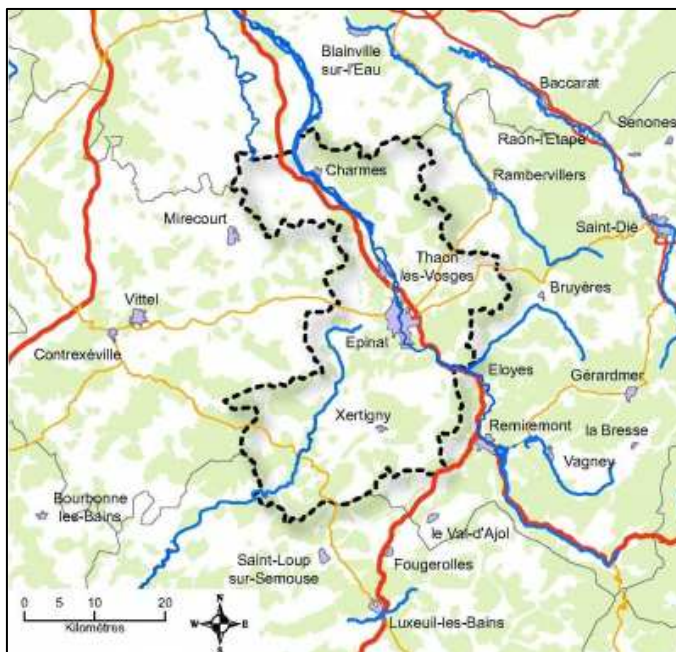 Blainville
sur-l'Eau
Baccarat
Senones
Raon-l'Etape
Charmes
Rambervillers
Mirecourt
Saint-Dié
Thaon
les-Vosges
Bruyères
Vittel
Contrexéville
Epinal
Eloyes
Gérardmer
Xertigny
Remiremont
la Bresse
Vagney
Bourbonne
les-Bains
le Val-d'Ajol
Saint-Loup
sur-Semouse
Fougerolles
Luxeuil-les-Bains
0 5 10 20
Kilomètres
N
W E
S